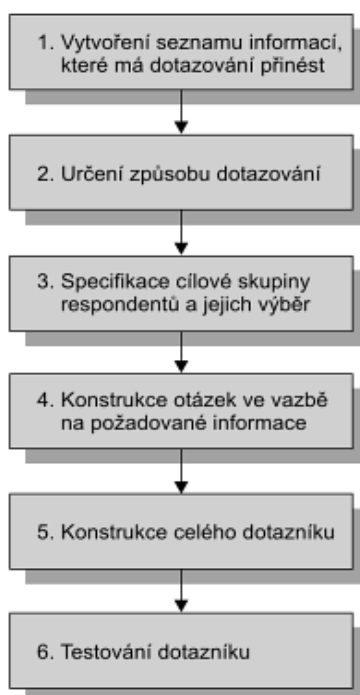 1. Vytvoření seznamu informací,
které má dotazování přinést
2. Určení způsobu dotazování
3. Specifikace cílové skupiny
respondentů a jejich výběr
4. Konstrukce otázek ve vazbě
na požadované informace
5. Konstrukce celého dotazníku
6. Testování dotazníku